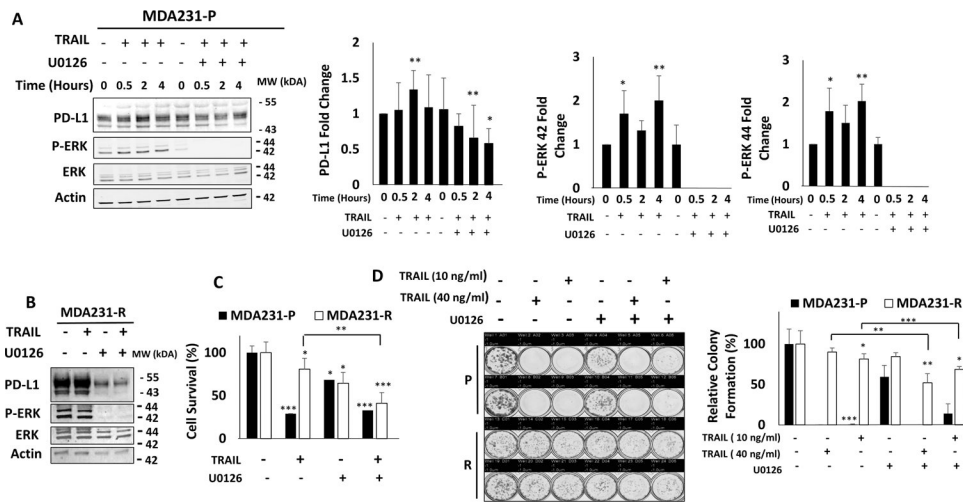 A
MDA231-P
TRAIL - + + + - + + +
U0126 + + +
Time (Hours) 0 0.5 2 4 0 0.5 2 4
MW (kDA)
PD-L1
- 55
- 43
P-ERK
- 44
- 42
ERK
- 44
- 42
Actin
- 42
PD-L1 Fold Change
2
1.5
1
0.5
0
** ** *
Time (Hours) 0 0.5 2 4 0 0.5 2 4
TRAIL - + + + - + + +
U0126 - - - - - + + +
P-ERK 42 Fold Change
3
2
1
0
* **
Time (Hours) 0 0.5 2 4 0 0.5 2 4
TRAIL - + + + - + + +
U0126 - - - - - + + +
P-ERK 44 Fold Change
3
2
1
0
* **
Time (Hours) 0 0.5 2 4 0 0.5 2 4
TRAIL - + + + - + + +
U0126 - - - - - + + +
B
MDA231-R
TRAIL - + - +
U0126 - - + +
MW (kDA)
PD-L1
55
43
P-ERK
44
42
ERK
44
42
Actin
42
C
MDA231-P MDA231-R
Cell Survival (%)
100
50
0
**
*** * * * *** ***
TRAIL - + - +
U0126 - - + +
D
TRAIL (10 ng/ml) - - + - - +
TRAIL (40 ng/ml) - + - - + -
U0126 - - - + + +
P
R
MDA231-P MDA231-R
Relative Colony
Formation (%)
100
75
50
25
0
***
**
*** * ** *
TRAIL (10 ng/ml) - - + - - +
TRAIL (40 ng/ml) - + - - + -
U0126 - - - + + +